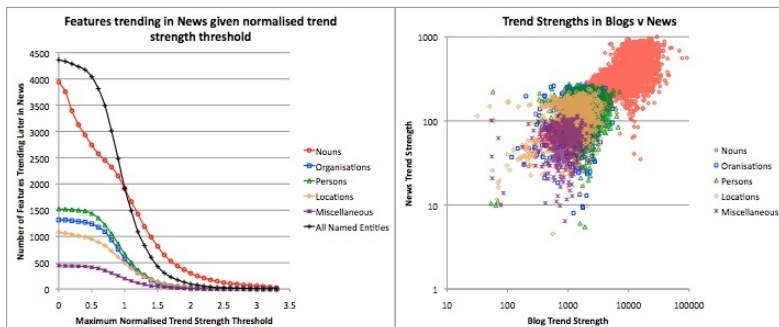 Features trending in News given normalised trend
strength threshold
Number of Features Trending Later in News
4500
4000
3500
3000
2500
2000
1500
1000
500
0
0 0.5 1 1.5 2 2.5 3 3.5
Maximum Normalised Trend Strength Threshold
Nouns
Organisations
Persons
Locations
Miscellaneous
All Named Entities
Trend Strengths in Blogs v News
News Trend Strength
1000
100
10
1
10 100 1000 10000 100000
Blog Trend Strength
Nouns
Oranisations
Persons
Locations
Miscellaneous